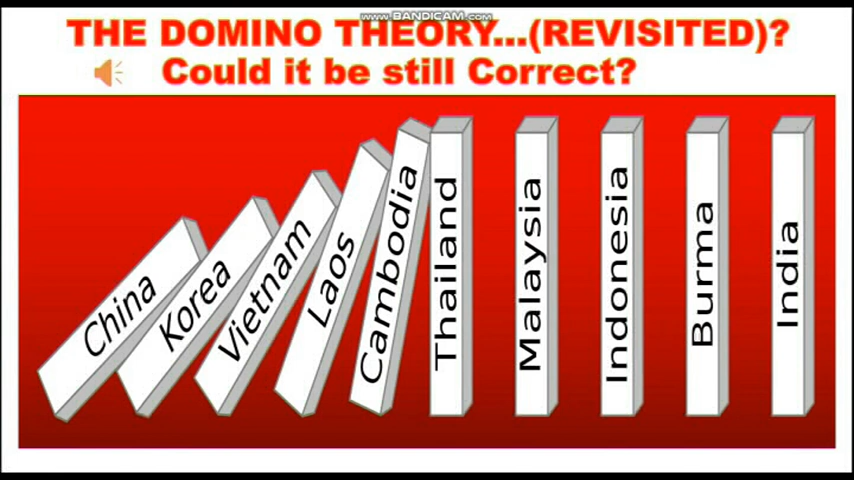 WWW.BANDICAM.COM
THE DOMINO THEORY...(REVISITED)?
Could it be still Correct?
China
Korea
Vietnam
Laos
Cambodia
Thailand
Malaysia
Indonesia
Burma
India